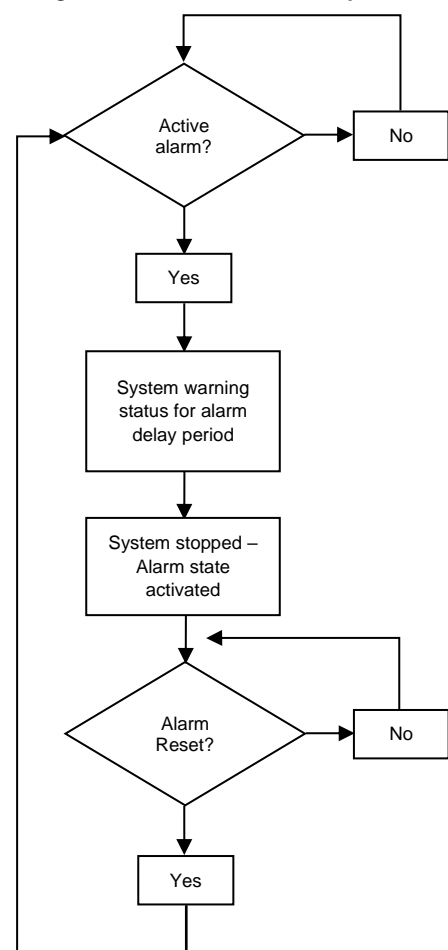 Active
alarm?
No
Yes
System warning
status for alarm
delay period
System stopped –
Alarm state
activated
Alarm
Reset?
No
Yes